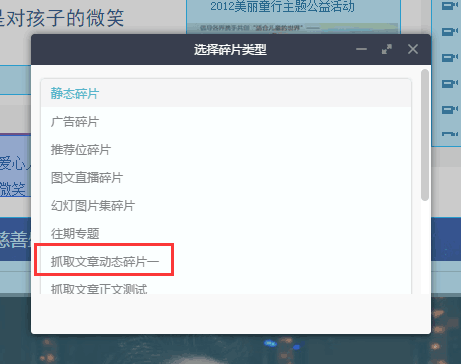 是对孩子的微笑
2012美丽童行主题公益活动
选择碎片类型
静态碎片
广告碎片
推荐位碎片
图文直播碎片
幻灯图片集碎片
往期专题
抓取文章动态碎片一
抓取文章正文测试
爱心人
微笑
慈善